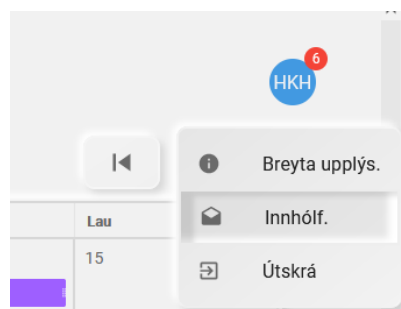 6
HKH
Breyta upplýs.
Lau
Innhólf.
15
Útskrá